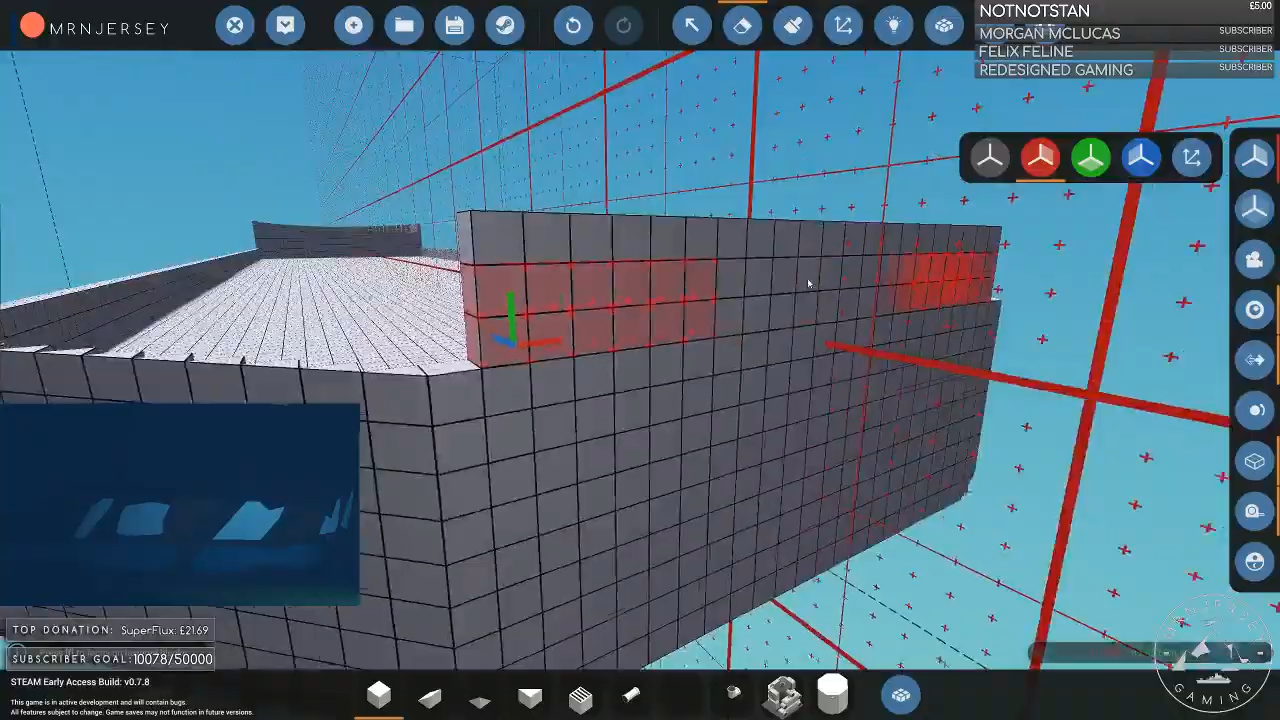 MRNJERSEY
NOTNOTSTAN £5.00
MORGAN MCLUCAS SUBSCRIBER
FELIX FELINE SUBSCRIBER
REDESIGNED GAMING SUBSCRIBER
TOP DONATION: SuperFlux: £21.69
SUBSCRIBER GOAL: 10078/50000
STEAM Early Access Build: v0.7.8
This game is in active development and will contain bugs.
All features subject to change. Game saves may not function in future versions.
GAMING